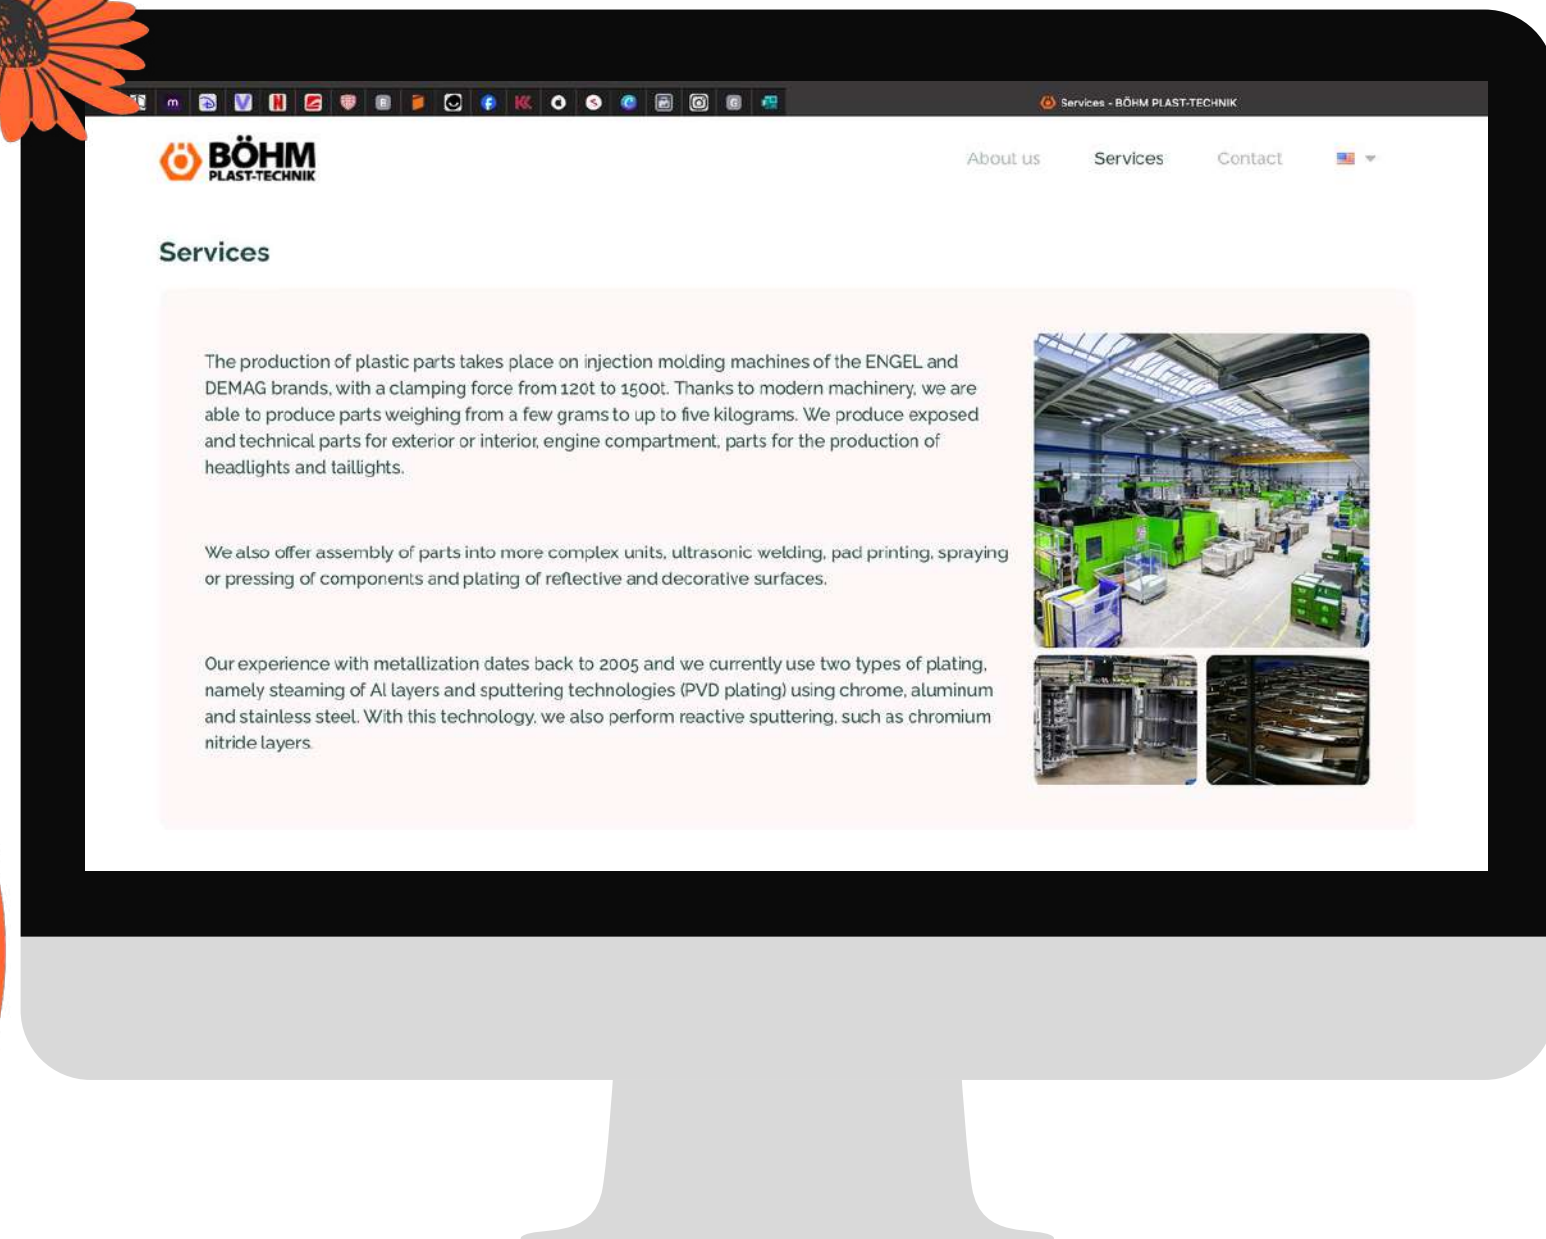 Services - BÖHM PLAST-TECHNIK
BÖHM
PLAST-TECHNIK
About us Services Contact
Services
The production of plastic parts takes place on injection molding machines of the ENGEL and
DEMAG brands, with a clamping force from 120t to 1500t. Thanks to modern machinery, we are
able to produce parts weighing from a few grams to up to five kilograms. We produce exposed
and technical parts for exterior or interior, engine compartment, parts for the production of
headlights and taillights.
We also offer assembly of parts into more complex units, ultrasonic welding, pad printing, spraying
or pressing of components and plating of reflective and decorative surfaces.
Our experience with metallization dates back to 2005 and we currently use two types of plating,
namely steaming of Al layers and sputtering technologies (PVD plating) using chrome, aluminum
and stainless steel. With this technology, we also perform reactive sputtering, such as chromium
nitride layers.